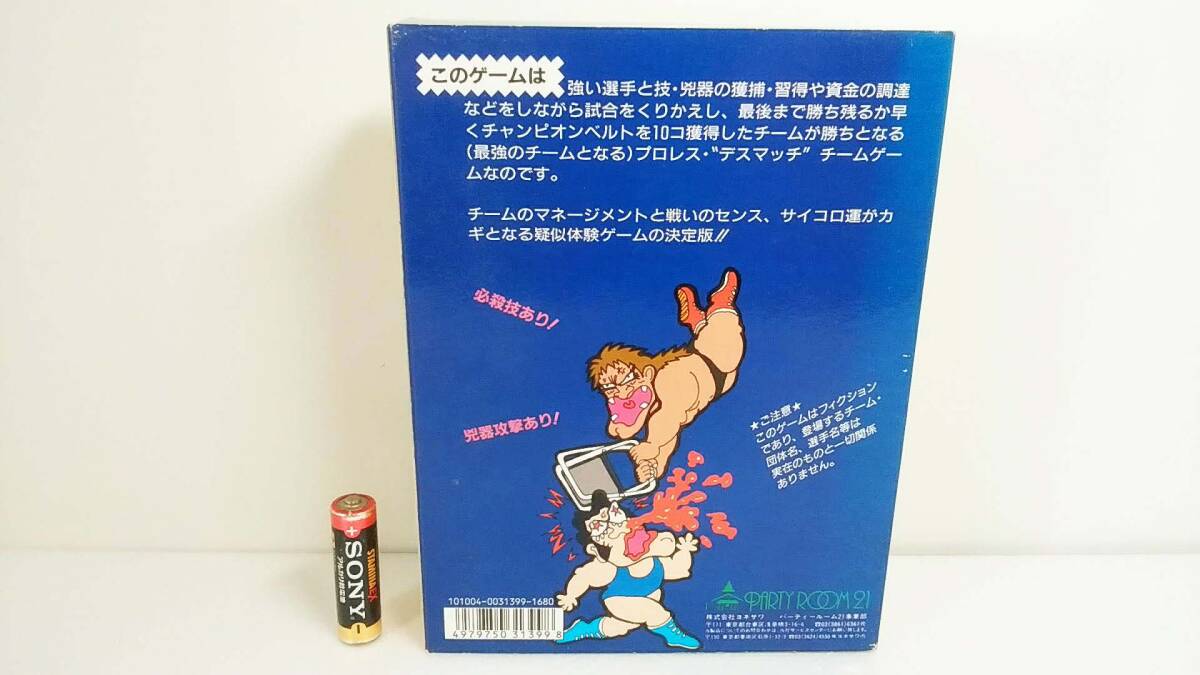 このゲームは
強い選手と技・兇器の獲捕・習得や資金の調達
などをしながら試合をくりかえし、最後まで勝ち残るか早
くチャンピオンベルトを10コ獲得したチームが勝ちとなる
(最強のチームとなる)プロレス・"デスマッチ" チームゲー
ムなのです。
チームのマネージメントと戦いのセンス、サイコロ運がカ
ギとなる疑似体験ゲームの決定版!!
必殺技あり!
兇器攻撃あり!
★ご注意★
このゲームはフィクション
であり、登場するチーム・
団体名、選手名等は
実在のものと一切関係
ありません。
PARTY ROOM 21
株式会社ヨネザワ パーティールーム21事業部
101004-0031399-1680
4979750313998
STAMINA EX
SONY
アルカリ乾電池